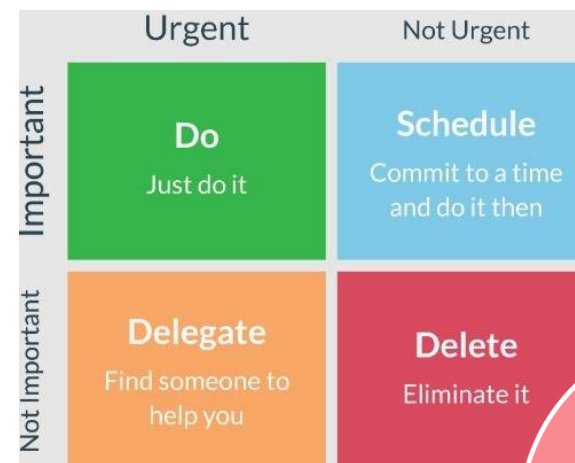 Urgent
Not Urgent
Important
Do
Just do it
Schedule
Commit to a time
and do it then
Not Important
Delegate
Find someone to
help you
Delete
Eliminate it